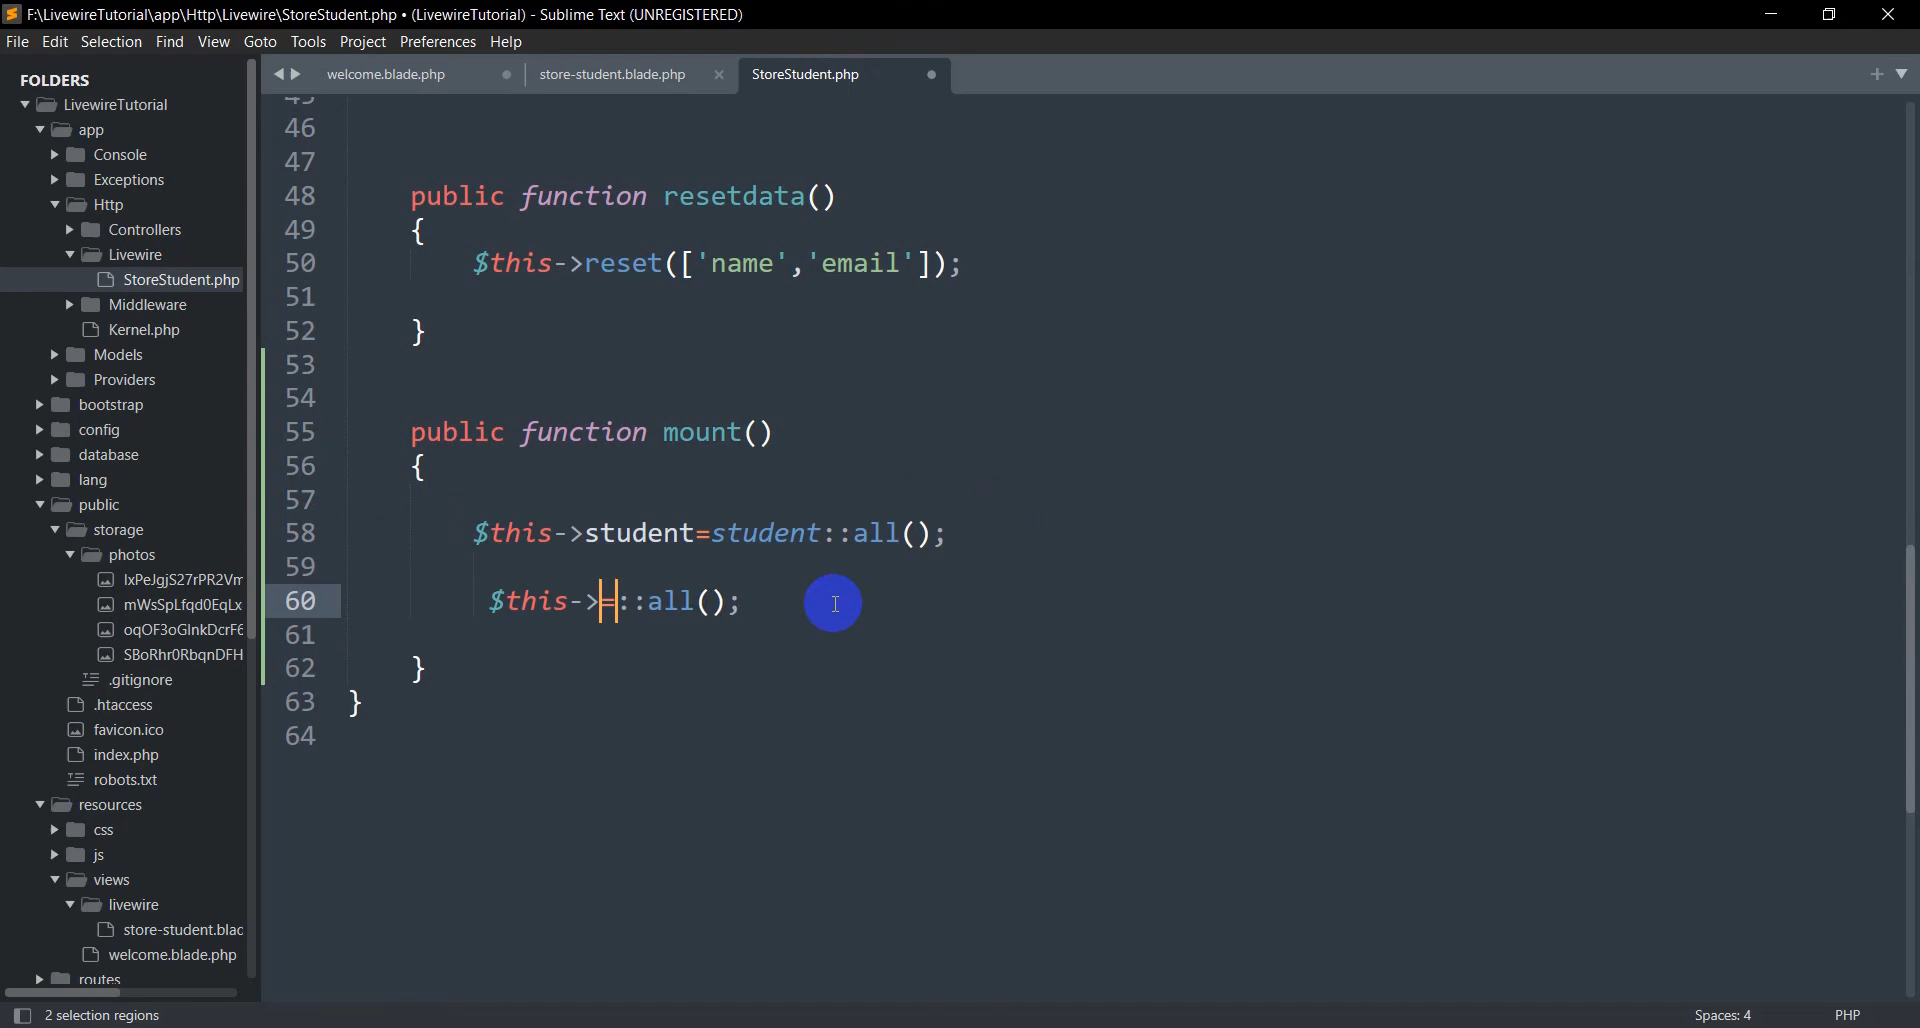 F:\LivewireTutorial\app\Http\Livewire\StoreStudent.php • (LivewireTutorial) - Sublime Text (UNREGISTERED)
File Edit Selection Find View Goto Tools Project Preferences Help
FOLDERS
LivewireTutorial
app
Console
Exceptions
Http
Controllers
Livewire
StoreStudent.php
Middleware
Kernel.php
Models
Providers
bootstrap
config
database
lang
public
storage
photos
IxPeJgjS27rPR2Vm
mWsSpLfqd0EqLx
oqOF3oGInkDcrF6
SBoRhr0RbqnDFH
.gitignore
.htaccess
favicon.ico
index.php
robots.txt
resources
css
js
views
livewire
store-student.blad
welcome.blade.php
routes
welcome.blade.php
store-student.blade.php
StoreStudent.php
45
46
47
48 public function resetdata()
49 {
50 $this->reset(['name','email']);
51
52 }
53
54
55 public function mount()
56 {
57
58 $this->student=student::all();
59
60 $this->=::all();
61
62 }
63 }
64
2 selection regions
Spaces: 4
PHP